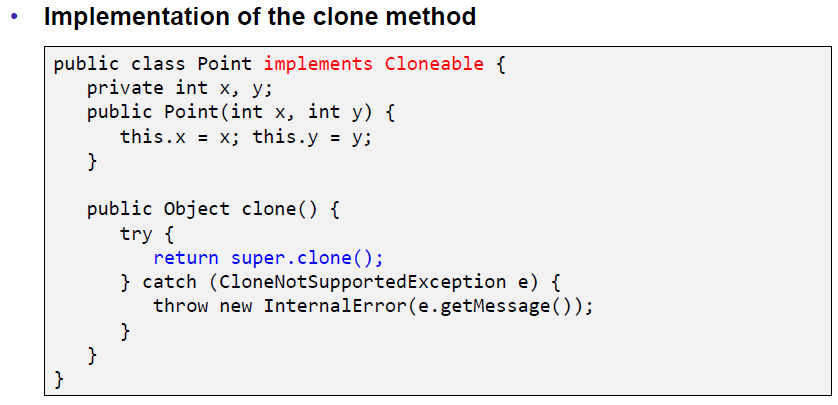 • Implementation of the clone method
public class Point implements Cloneable {
    private int x, y;
    public Point(int x, int y) {
        this.x = x; this.y = y;
    }

    public Object clone() {
        try {
            return super.clone();
        } catch (CloneNotSupportedException e) {
            throw new InternalError(e.getMessage());
        }
    }
}